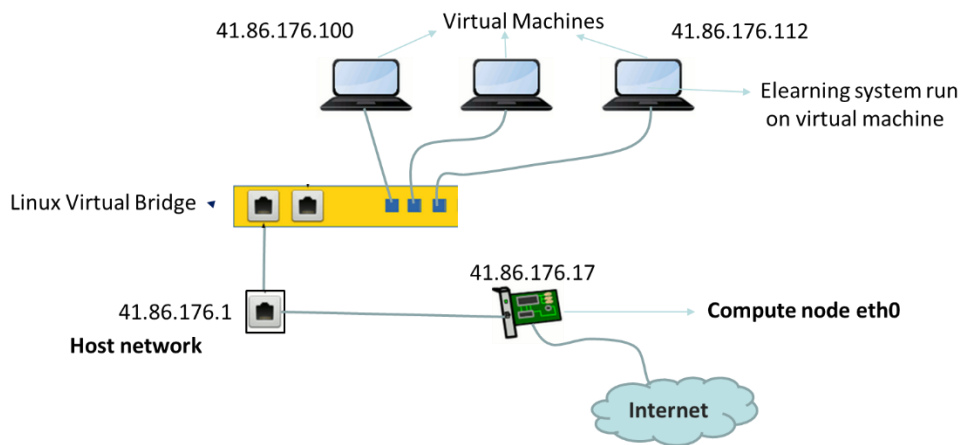 Virtual Machines
41.86.176.100
41.86.176.112
Elearning system run
on virtual machine
Linux Virtual Bridge
41.86.176.17
41.86.176.1
Compute node eth0
Host network
Internet